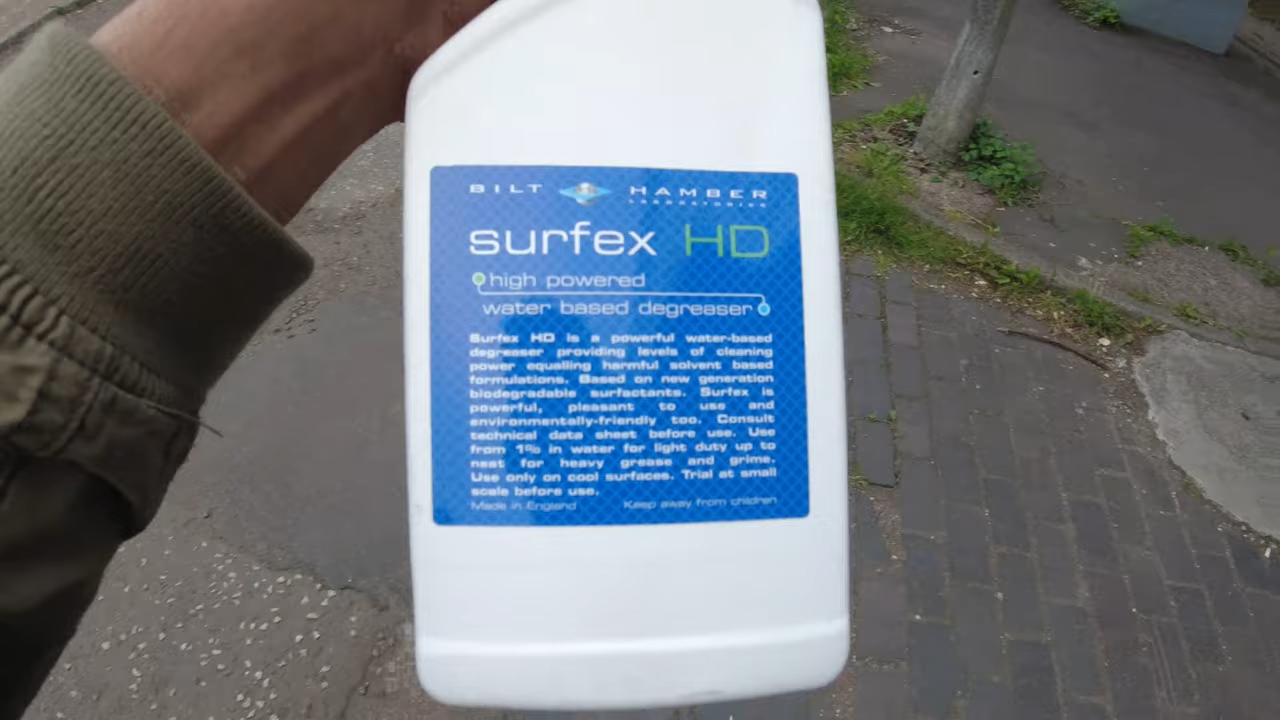 BILT HAMBER
LABORATORIES
surfex HD
high powered
water based degreaser
Surfex HD is a powerful water-based
degreaser providing levels of cleaning
power equalling harmful solvent based
formulations. Based on new generation
biodegradable surfactants. Surfex is
powerful, pleasant to use and
environmentally-friendly too. Consult
technical data sheet before use. Use
from 1% in water for light duty up to
neat for heavy grease and grime.
Use only on cool surfaces. Trial at small
scale before use.
Made in England Keep away from children